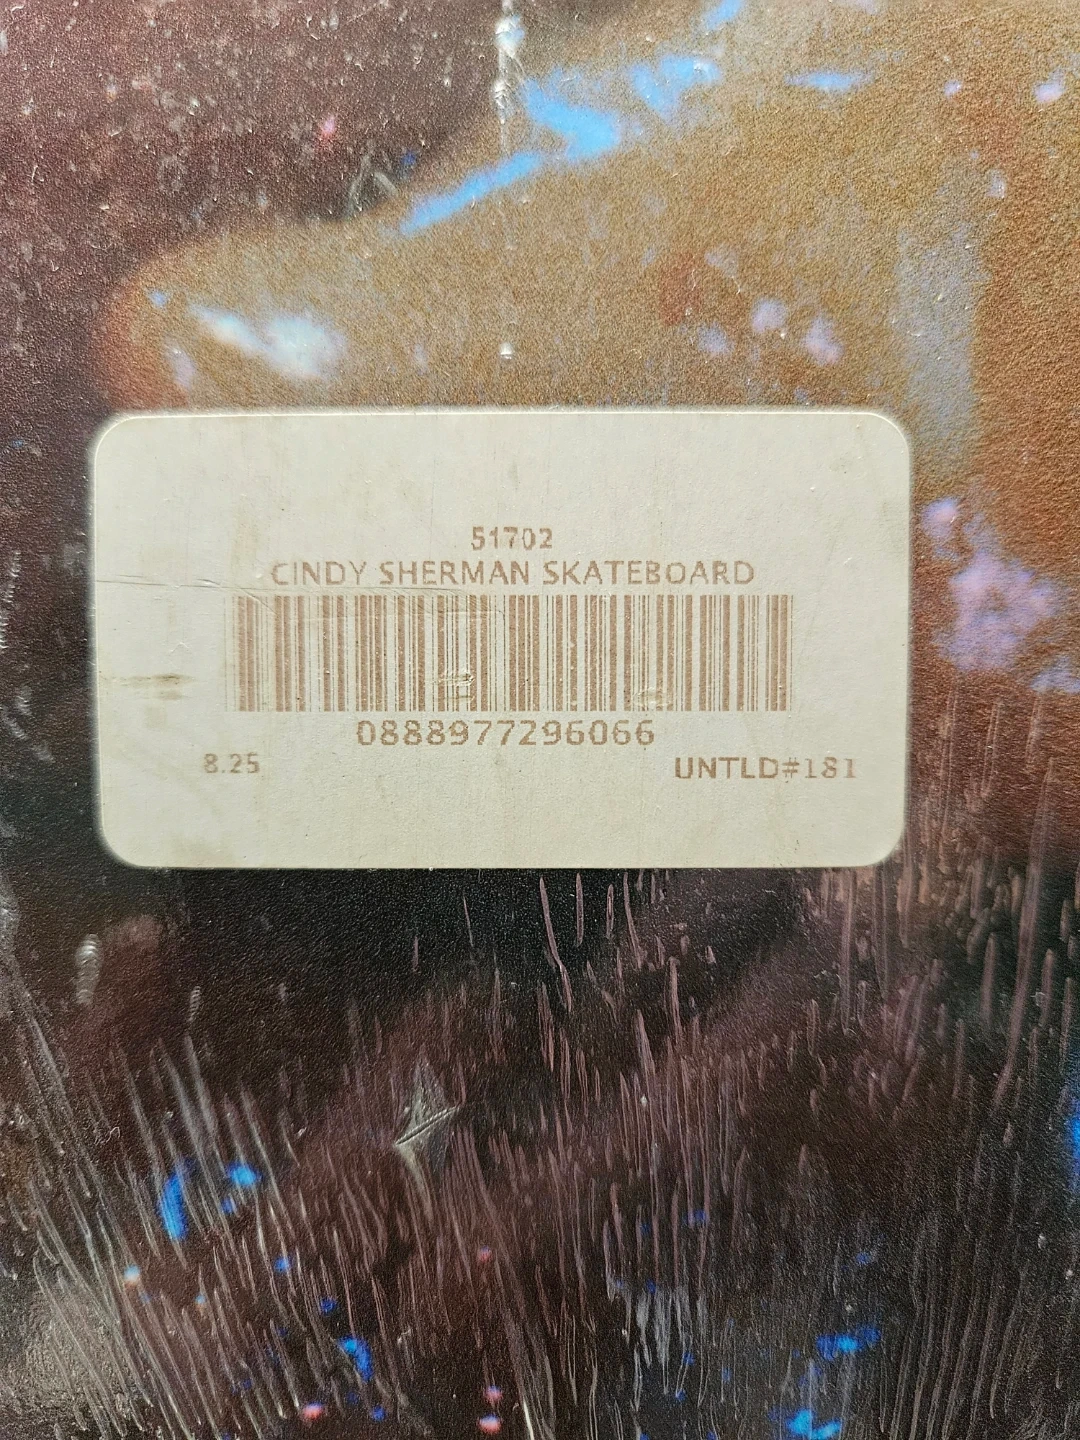 51702
CINDY SHERMAN SKATEBOARD
0888977296066
8.25 UNTLD#181